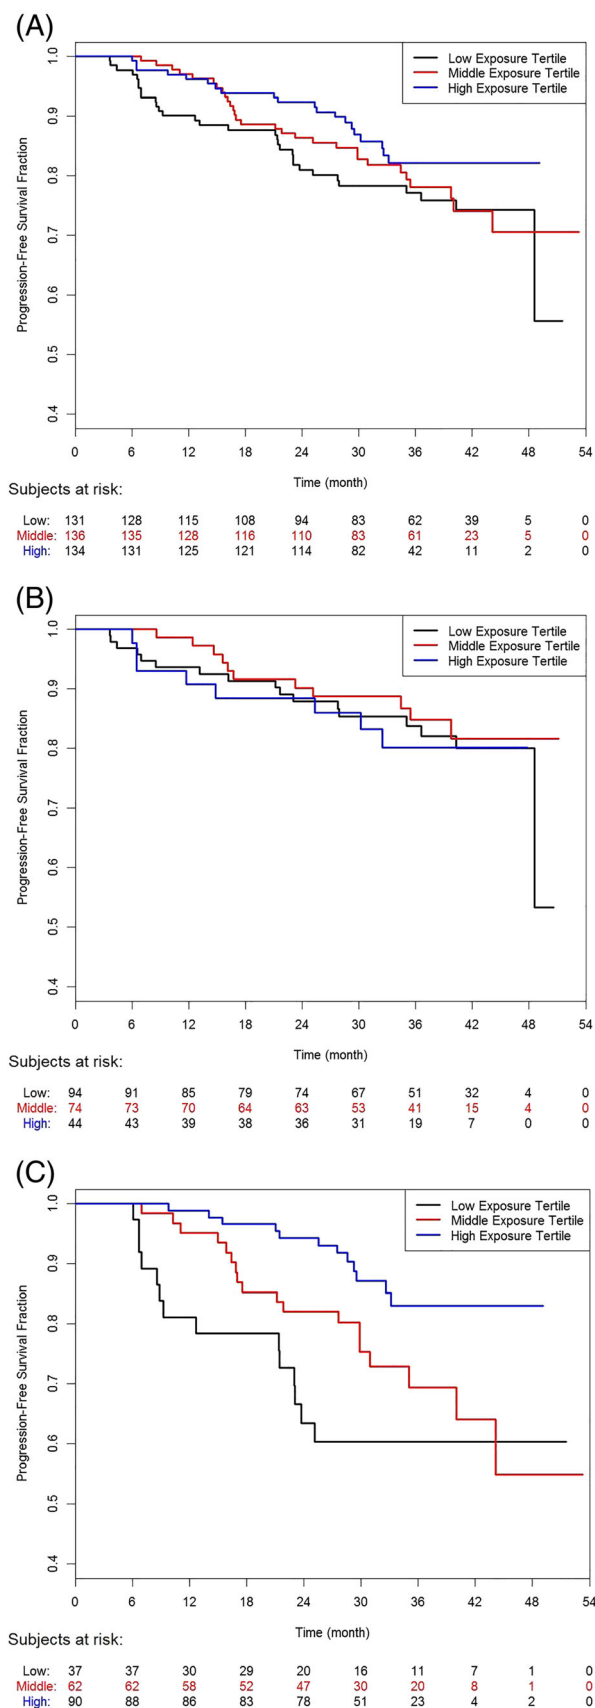 (A)
Low Exposure Tertile
Middle Exposure Tertile
High Exposure Tertile
Progression-Free Survival Fraction
1.0
0.9
0.8
0.7
0.6
0.5
0.4
0 6 12 18 24 30 36 42 48 54
Time (month)
Subjects at risk:
Low: 131 128 115 108 94 83 62 39 5 0
Middle: 136 135 128 116 110 83 61 23 5 0
High: 134 131 125 121 114 82 42 11 2 0
(B)
Low Exposure Tertile
Middle Exposure Tertile
High Exposure Tertile
Progression-Free Survival Fraction
1.0
0.9
0.8
0.7
0.6
0.5
0.4
0 6 12 18 24 30 36 42 48 54
Time (month)
Subjects at risk:
Low: 94 91 85 79 74 67 51 32 4 0
Middle: 74 73 70 64 63 53 41 15 4 0
High: 44 43 39 38 36 31 19 7 0 0
(C)
Low Exposure Tertile
Middle Exposure Tertile
High Exposure Tertile
Progression-Free Survival Fraction
1.0
0.9
0.8
0.7
0.6
0.5
0.4
0 6 12 18 24 30 36 42 48 54
Time (month)
Subjects at risk:
Low: 37 37 30 29 20 16 11 7 1 0
Middle: 62 62 58 52 47 30 20 8 1 0
High: 90 88 86 83 78 51 23 4 2 0